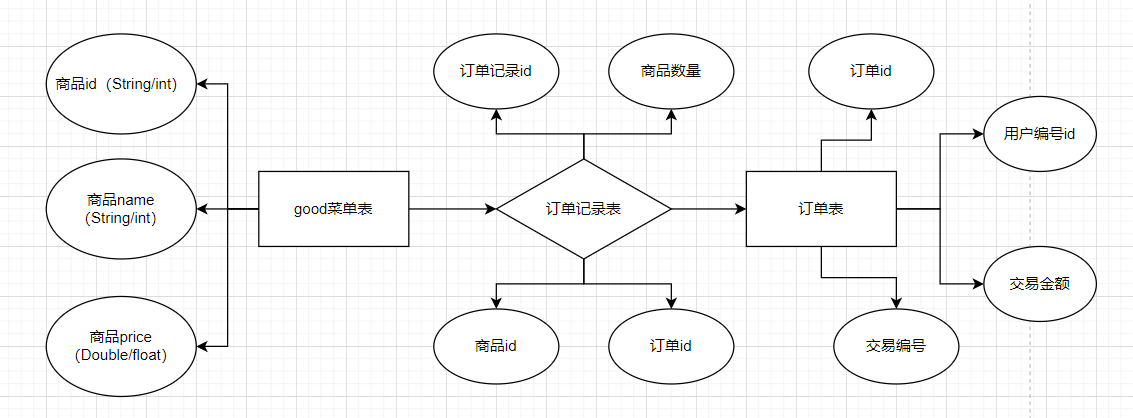 商品id（String/int）
商品name
（String/int）
商品price
（Double/float）
good菜单表
订单记录id
商品数量
订单记录表
商品id
订单id
订单id
订单表
交易编号
用户编号id
交易金额